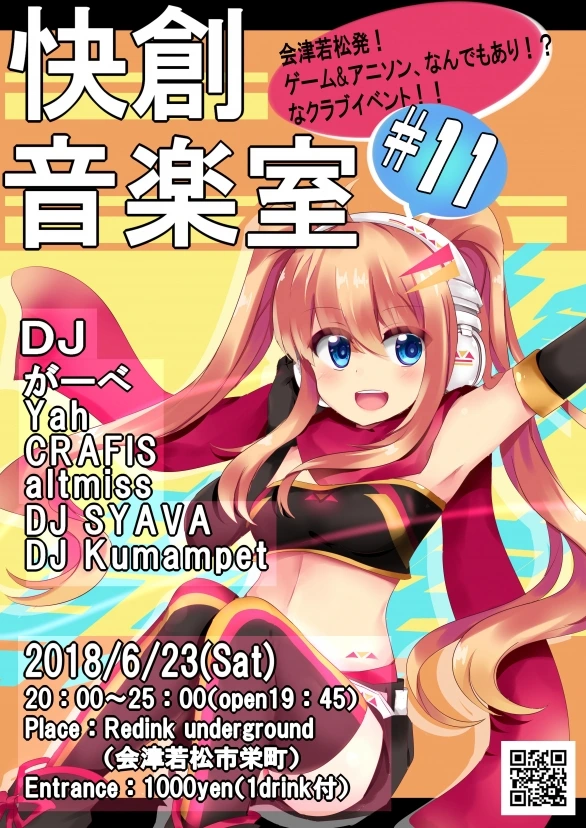 快創
音楽室
会津若松発！
ゲーム&アニソン、なんでもあり！？
なクラブイベント！！
#11
DJ
がーべ
Yah
CRAFIS
altmiss
DJ SYAVA
DJ Kumampet
2018/6/23(Sat)
20：00～25：00(open19：45)
Place：Redink underground
（会津若松市栄町）
Entrance：1000yen(1drink付)